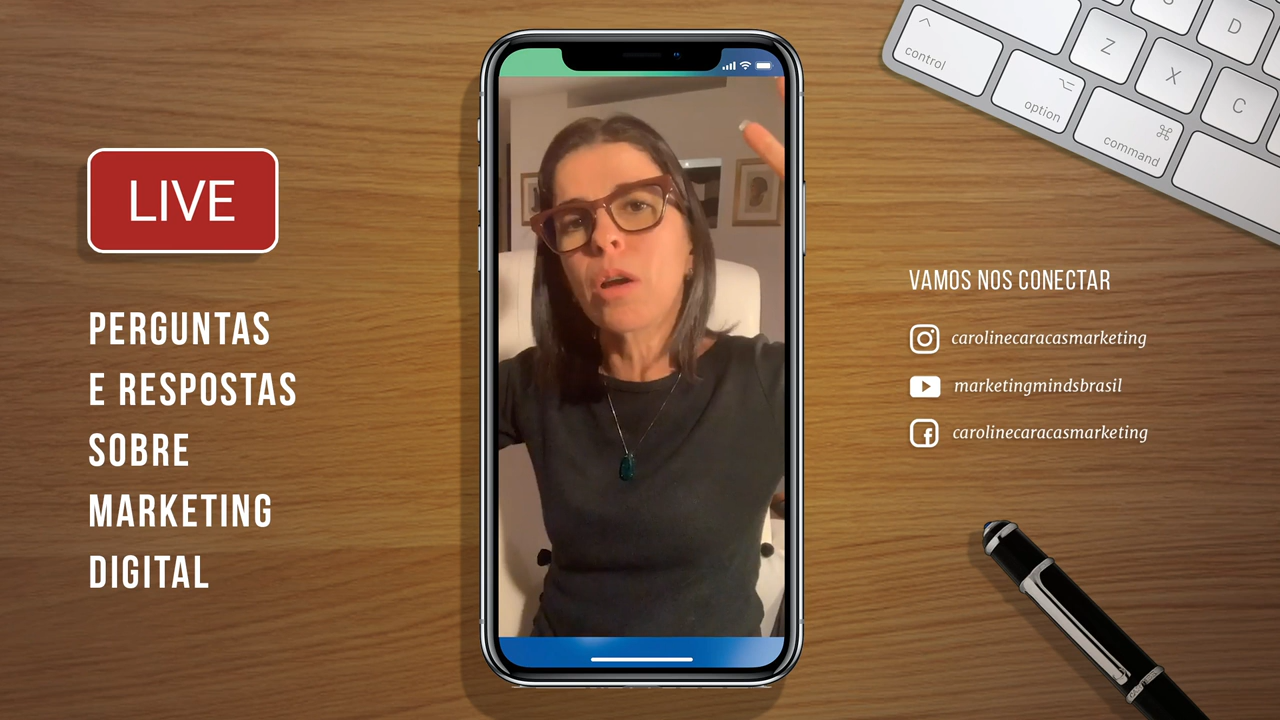 LIVE
PERGUNTAS
E RESPOSTAS
SOBRE
MARKETING
DIGITAL
VAMOS NOS CONECTAR
carolinecaracasmarketing
marketingmindsbrasil
carolinecaracasmarketing
control
option
command
Z
X
C
S
D